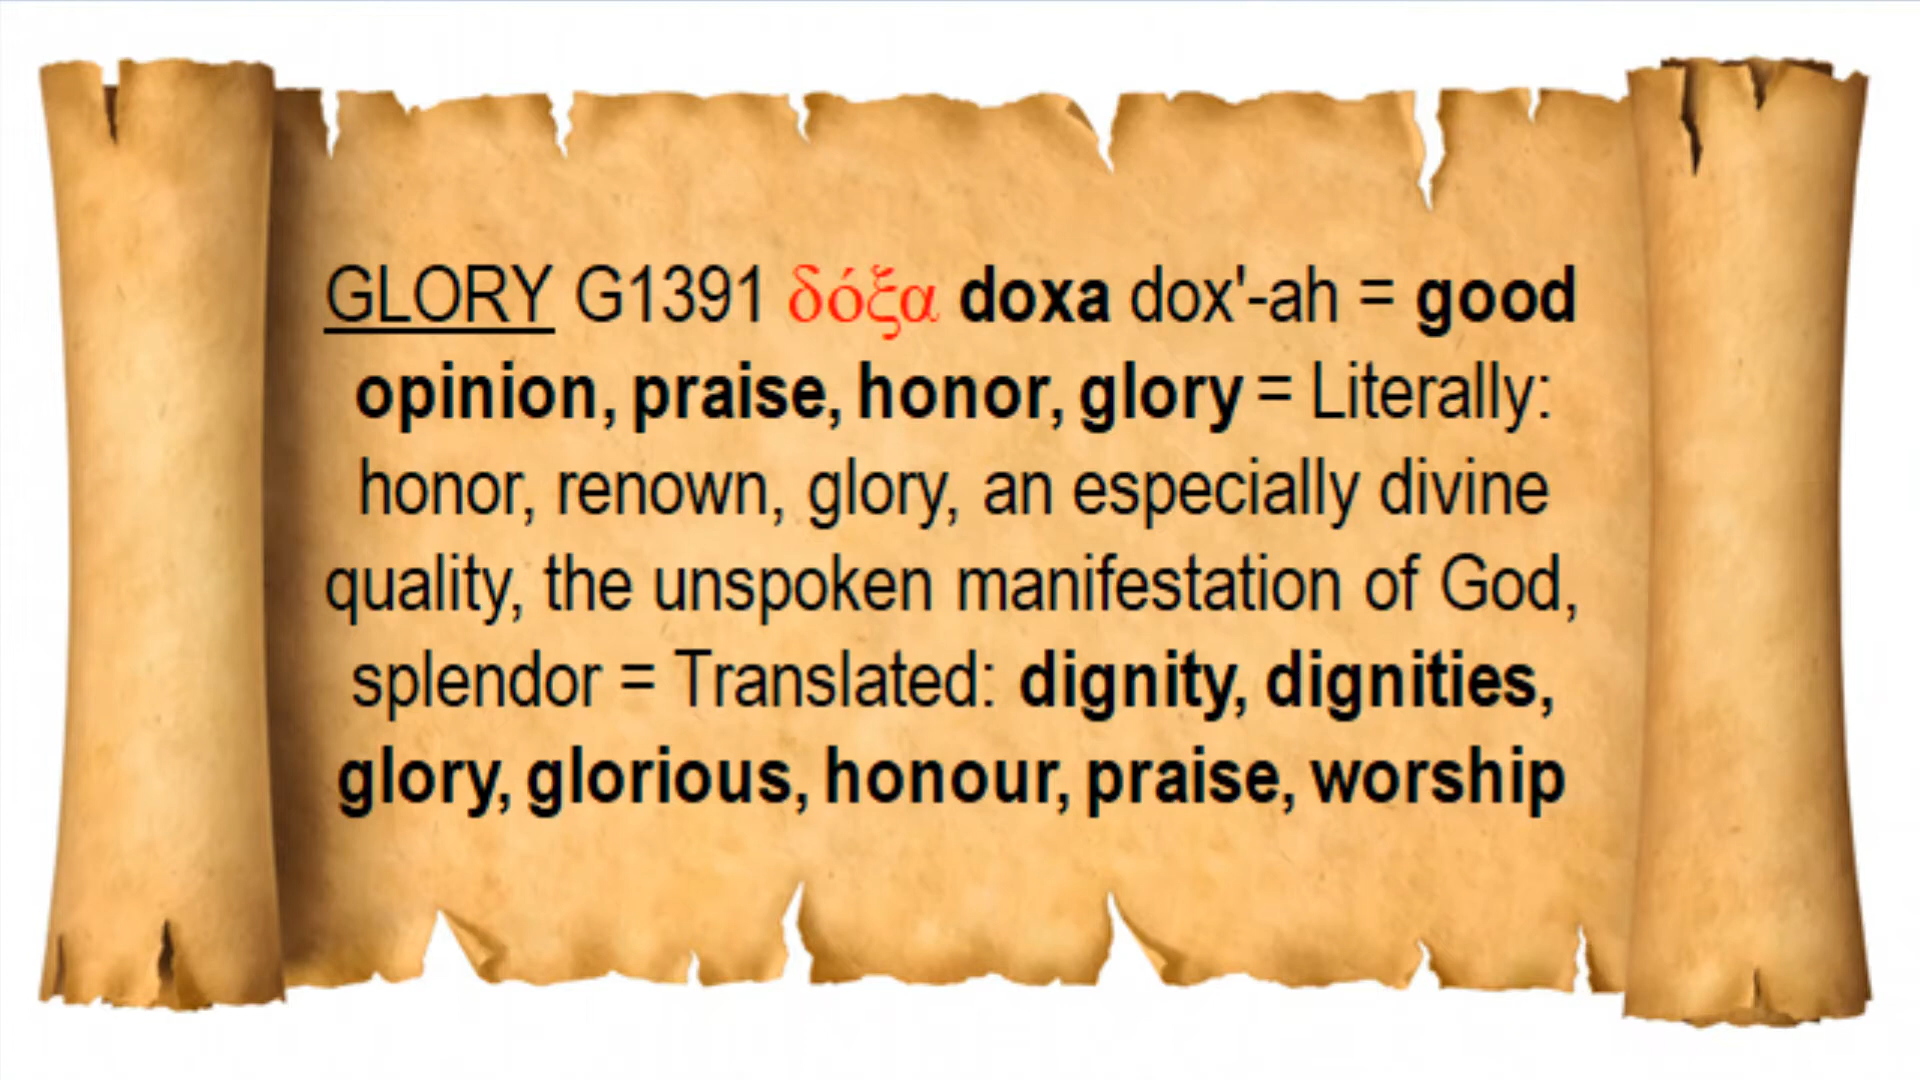 GLORY G1391 δόξα doxa dox'-ah = good
opinion, praise, honor, glory = Literally:
honor, renown, glory, an especially divine
quality, the unspoken manifestation of God,
splendor = Translated: dignity, dignities,
glory, glorious, honour, praise, worship